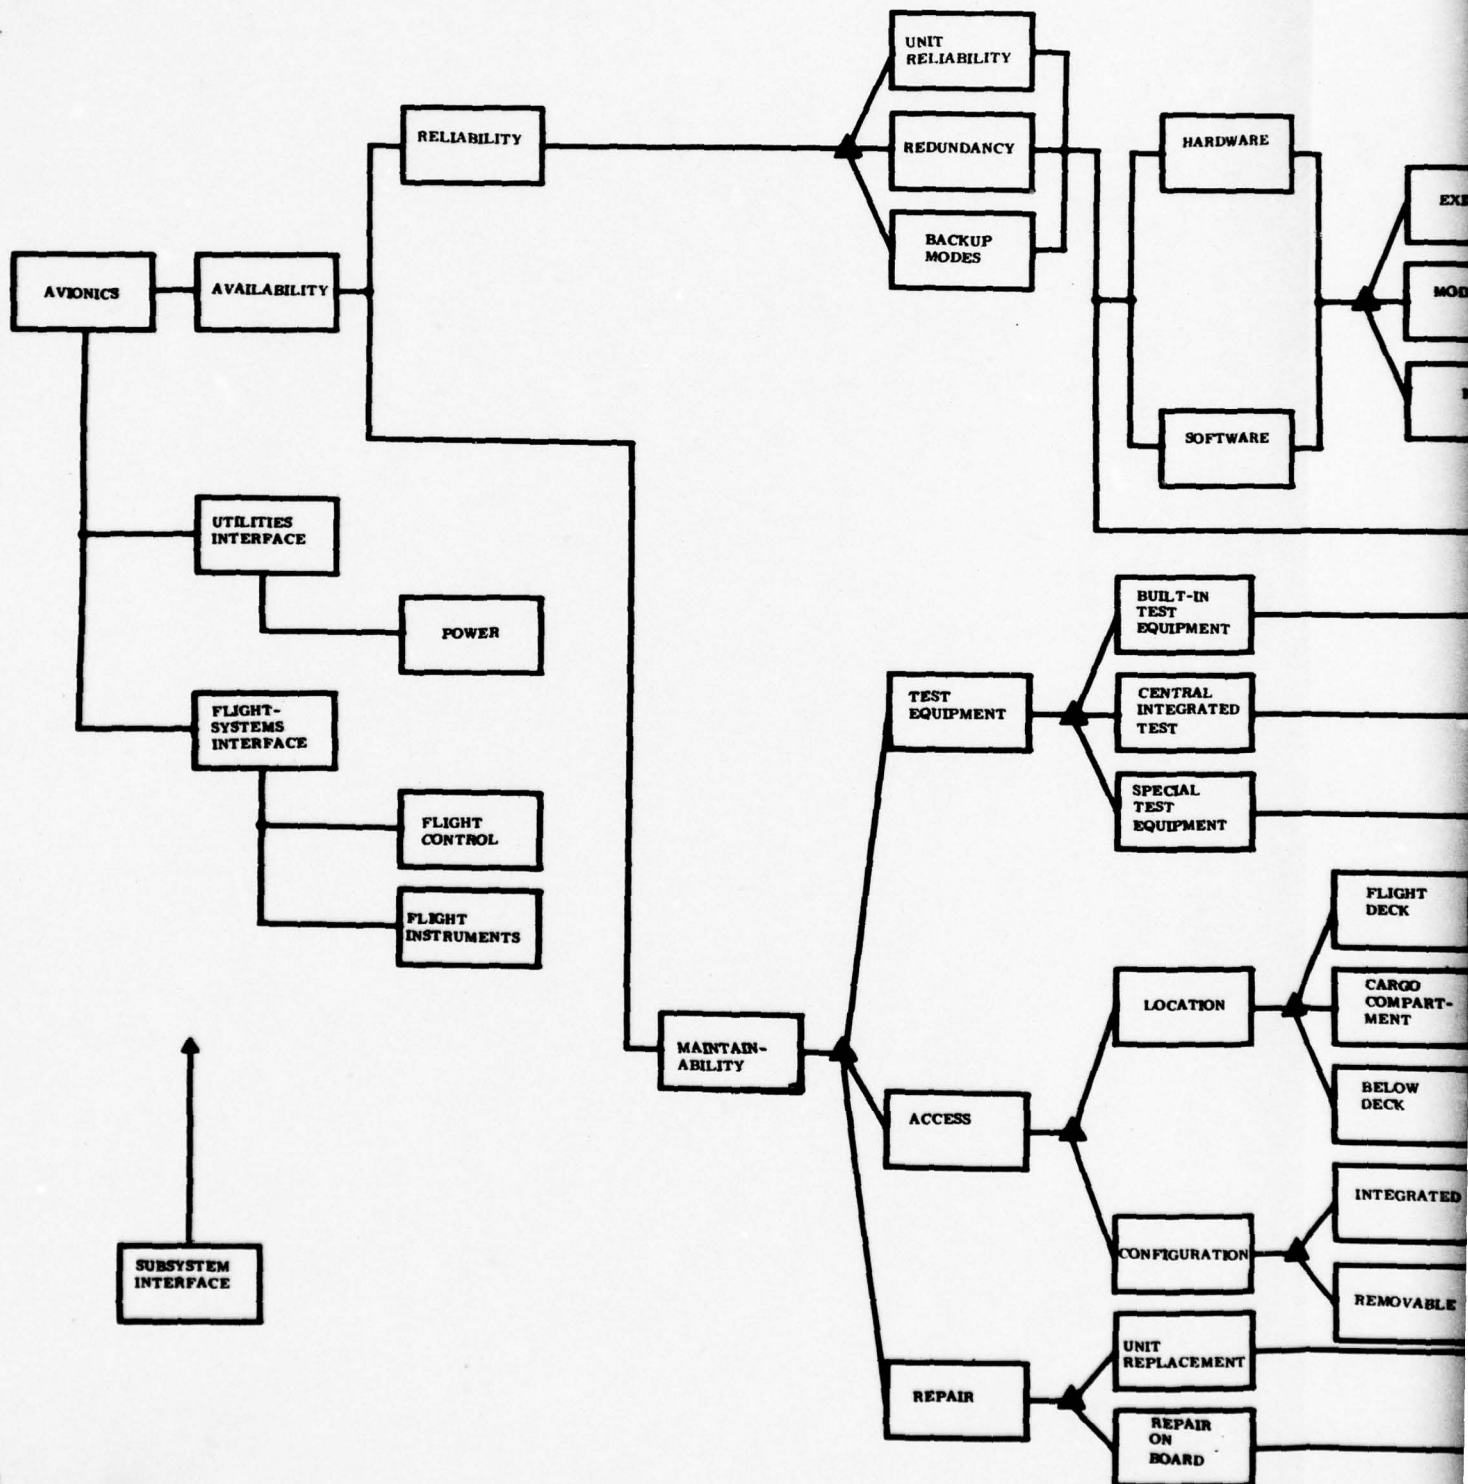 UNIT
RELIABILITY
RELIABILITY
REDUNDANCY
HARDWARE
BACKUP
MODES
AVIONICS
AVAILABILITY
SOFTWARE
UTILITIES
INTERFACE
POWER
BUILT-IN
TEST
EQUIPMENT
FLIGHT-
SYSTEMS
INTERFACE
TEST
EQUIPMENT
CENTRAL
INTEGRATED
TEST
SPECIAL
TEST
EQUIPMENT
FLIGHT
CONTROL
FLIGHT
INSTRUMENTS
FLIGHT
DECK
LOCATION
CARGO
COMPART-
MENT
MAINTAIN-
ABILITY
BELOW
DECK
ACCESS
INTEGRATED
CONFIGURATION
REMOVABLE
SUBSYSTEM
INTERFACE
UNIT
REPLACEMENT
REPAIR
REPAIR
ON
BOARD